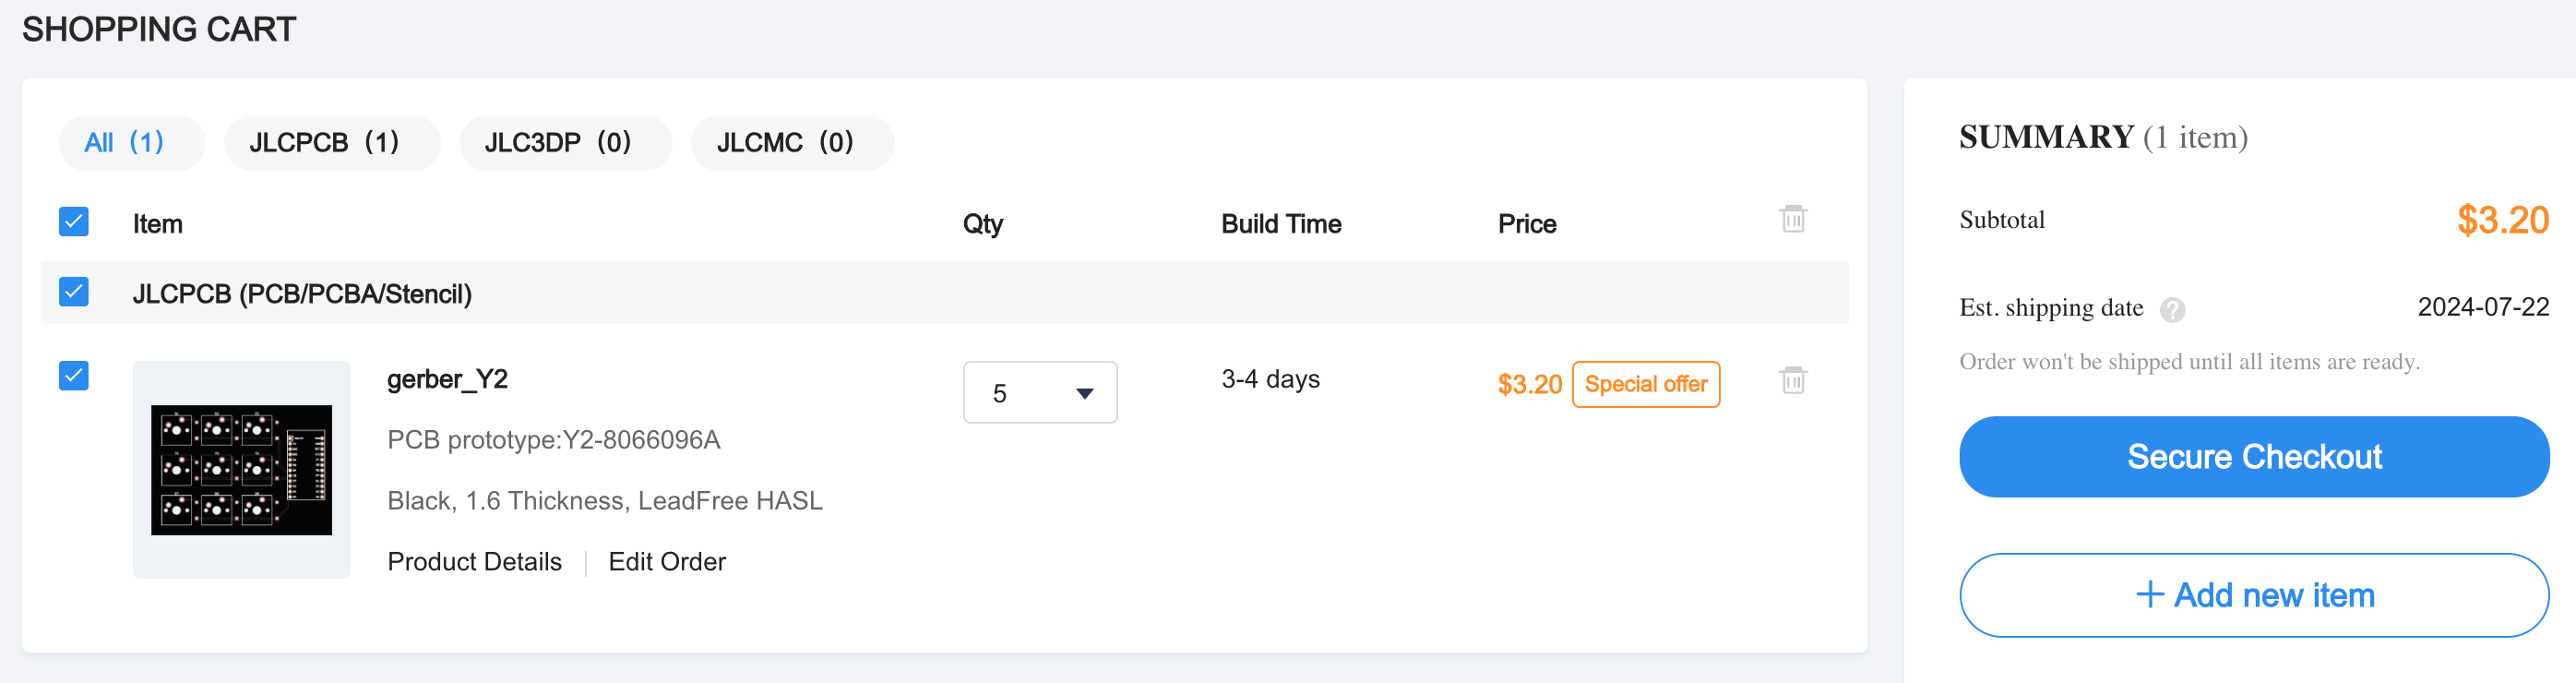 SHOPPING CART
All (1) JLCPCB (1) JLC3DP (0) JLCMC (0)
Item Qty Build Time Price
JLCPCB (PCB/PCBA/Stencil)
gerber_Y2
PCB prototype:Y2-8066096A
Black, 1.6 Thickness, LeadFree HASL
Product Details | Edit Order
5
3-4 days
$3.20 Special offer
SUMMARY (1 item)
Subtotal $3.20
Est. shipping date ? 2024-07-22
Order won't be shipped until all items are ready.
Secure Checkout
+ Add new item